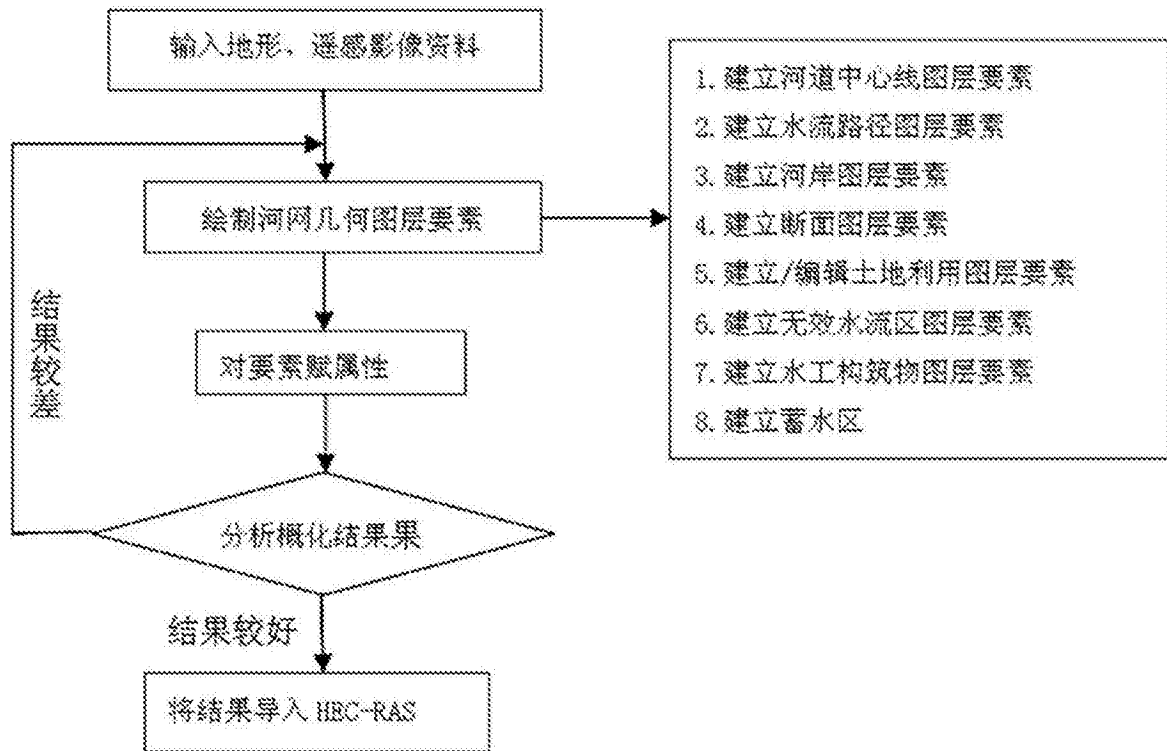 输入地形、遥感影像资料
绘制河网几何图层要素
对要素赋属性
分析概化结果果
结果较差
结果较好
将结果导入 HEC-RAS
1. 建立河道中心线图层要素
2. 建立水流路径图层要素
3. 建立河岸图层要素
4. 建立断面图层要素
5. 建立/编辑土地利用图层要素
6. 建立无效水流区图层要素
7. 建立水工构筑物图层要素
8. 建立蓄水区